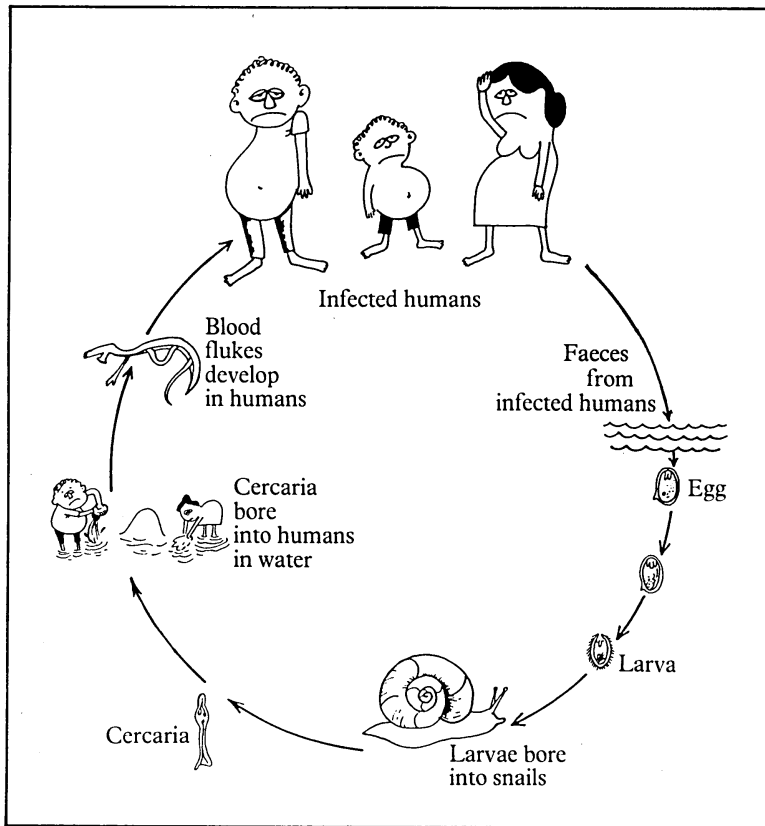 Infected humans
Faeces
from
infected humans
Egg
Larva
Larvae bore
into snails
Cercaria
Cercaria
bore
into humans
in water
Blood
flukes
develop
in humans